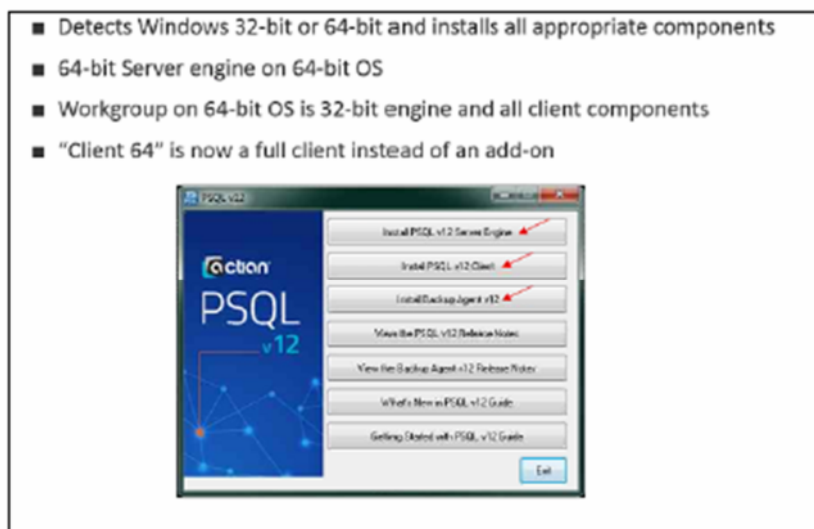 Detects Windows 32-bit or 64-bit and installs all appropriate components
64-bit Server engine on 64-bit OS
Workgroup on 64-bit OS is 32-bit engine and all client components
“Client 64” is now a full client instead of an add-on
PSQL v12
Install PSQL v12 Server Engine
Install PSQL v12 Client
Install Backup Agent v12
View the PSQL v12 Release Notes
View the Backup Agent v12 Release Notes
What's New in PSQL v12 Guide
Getting Started with PSQL v12 Guide
Exit
actian
PSQL
v12